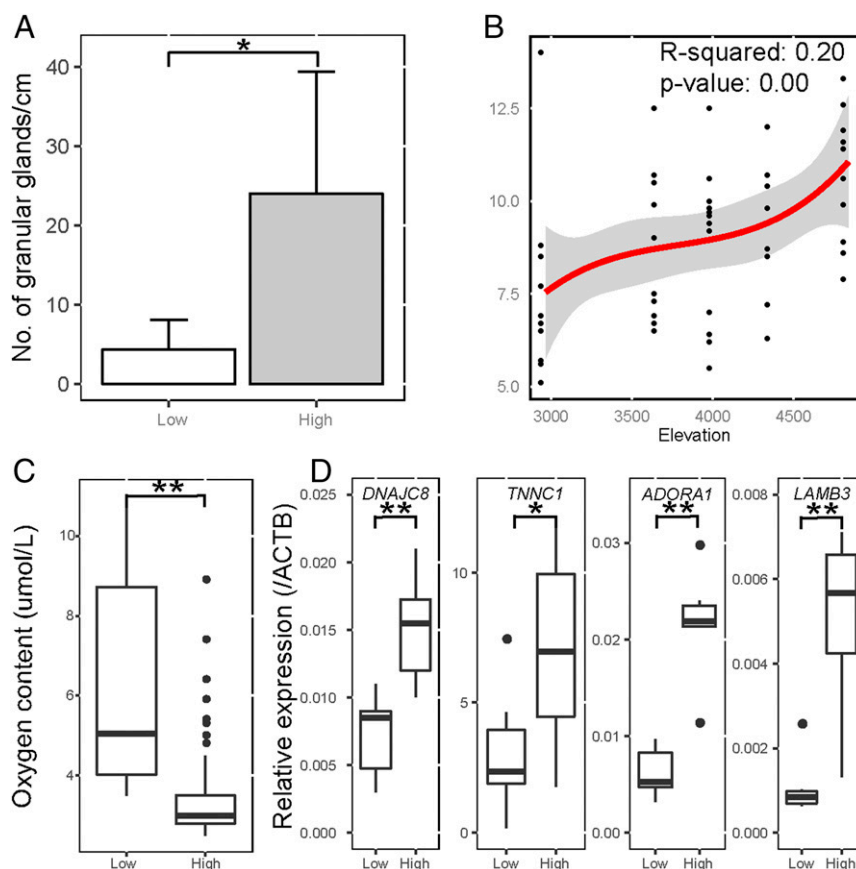 A
No. of granular glands/cm
40
30
20
10
0
*
Low
High
B
R-squared: 0.20
p-value: 0.00
12.5
10.0
7.5
5.0
3000
3500
4000
4500
Elevation
C
Oxygen content (umol/L)
10
8
6
4
**
Low
High
D
Relative expression (/ACTB)
DNAJC8
**
0.025
0.020
0.015
0.010
0.005
0.000
Low High
TNNC1
*
10
5
0
Low High
ADORA1
**
0.03
0.02
0.01
0.00
Low High
LAMB3
**
0.008
0.006
0.004
0.002
0.000
Low High